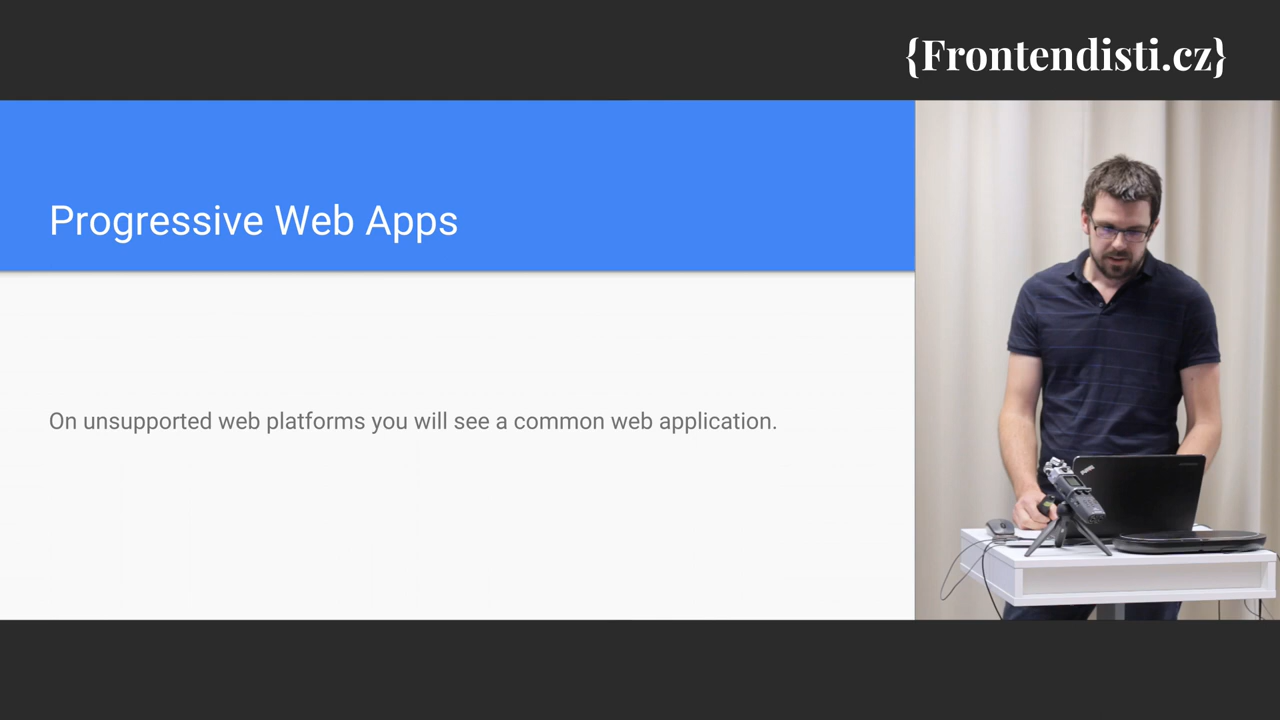 {Frontendisti.cz}
Progressive Web Apps
On unsupported web platforms you will see a common web application.